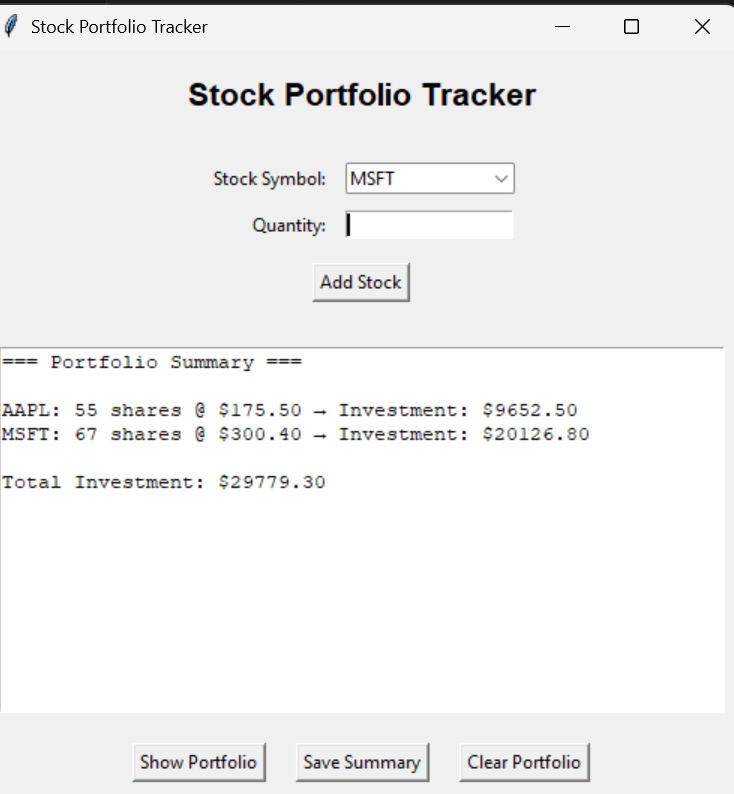 Stock Portfolio Tracker
Stock Portfolio Tracker
Stock Symbol: MSFT
Quantity:
Add Stock
=== Portfolio Summary ===
AAPL: 55 shares @ $175.50 → Investment: $9652.50
MSFT: 67 shares @ $300.40 → Investment: $20126.80
Total Investment: $29779.30
Show Portfolio Save Summary Clear Portfolio